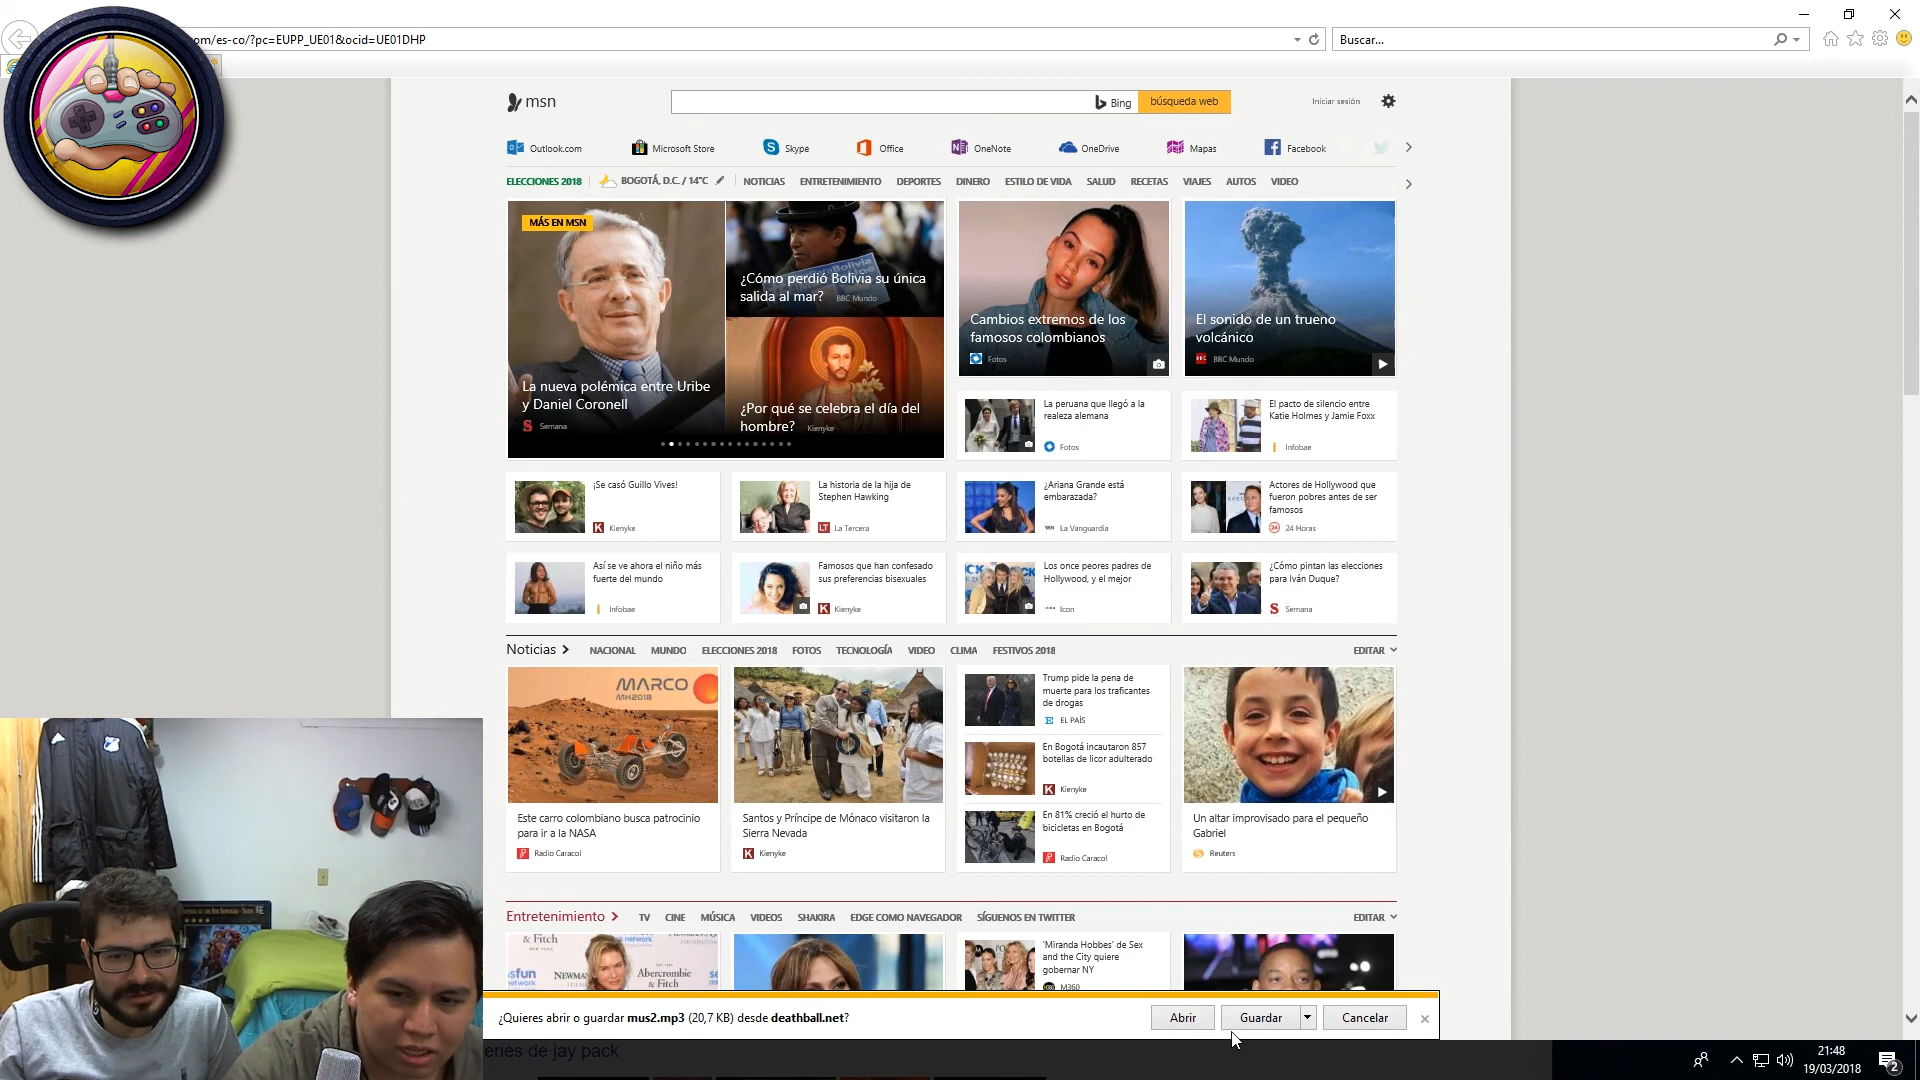 om/es-co/?pc=EUPP_UE01&ocid=UE01DHP
Buscar...
msn
Bing
búsqueda web
Iniciar sesión
Outlook.com
Microsoft Store
Skype
Office
OneNote
OneDrive
Mapas
Facebook
ELECCIONES 2018
BOGOTÁ, D.C. / 14°C
NOTICIAS
ENTRETENIMIENTO
DEPORTES
DINERO
ESTILO DE VIDA
SALUD
RECETAS
VIAJES
AUTOS
VIDEO
MÁS EN MSN
La nueva polémica entre Uribe
y Daniel Coronell
Semana
Bolivia
¿Cómo perdió Bolivia su única
salida al mar?
BBC Mundo
¿Por qué se celebra el día del
hombre?
Kienyke
Cambios extremos de los
famosos colombianos
Fotos
El sonido de un trueno
volcánico
BBC Mundo
La peruana que llegó a la
realeza alemana
Fotos
El pacto de silencio entre
Katie Holmes y Jamie Foxx
Infobae
¡Se casó Guillo Vives!
Kienyke
La historia de la hija de
Stephen Hawking
La Tercera
¿Ariana Grande está
embarazada?
La Vanguardia
Actores de Hollywood que
fueron pobres antes de ser
famosos
24 Horas
Así se ve ahora el niño más
fuerte del mundo
Infobae
Famosos que han confesado
sus preferencias bisexuales
Kienyke
Los once peores padres de
Hollywood, y el mejor
Icon
¿Cómo pintan las elecciones
para Iván Duque?
Semana
Noticias
NACIONAL
MUNDO
ELECCIONES 2018
FOTOS
TECNOLOGÍA
VIDEO
CLIMA
FESTIVOS 2018
EDITAR
MARCO
MH2018
Este carro colombiano busca patrocinio
para ir a la NASA
Radio Caracol
Santos y Príncipe de Mónaco visitaron la
Sierra Nevada
Kienyke
Trump pide la pena de
muerte para los traficantes
de drogas
EL PAÍS
En Bogotá incautaron 857
botellas de licor adulterado
Kienyke
En 81% creció el hurto de
bicicletas en Bogotá
Radio Caracol
Un altar improvisado para el pequeño
Gabriel
Reuters
Entretenimiento
TV
CINE
MÚSICA
VIDEOS
SHAKIRA
EDGE COMO NAVEGADOR
SÍGUENOS EN TWITTER
EDITAR
& Fitch
Abercrombie
& Fitch
'Miranda Hobbes' de Sex
and the City quiere
gobernar NY
M360
¿Quieres abrir o guardar mus2.mp3 (20,7 KB) desde deathball.net?
Abrir
Guardar
Cancelar
enes de jay pack
21:48
19/03/2018
2